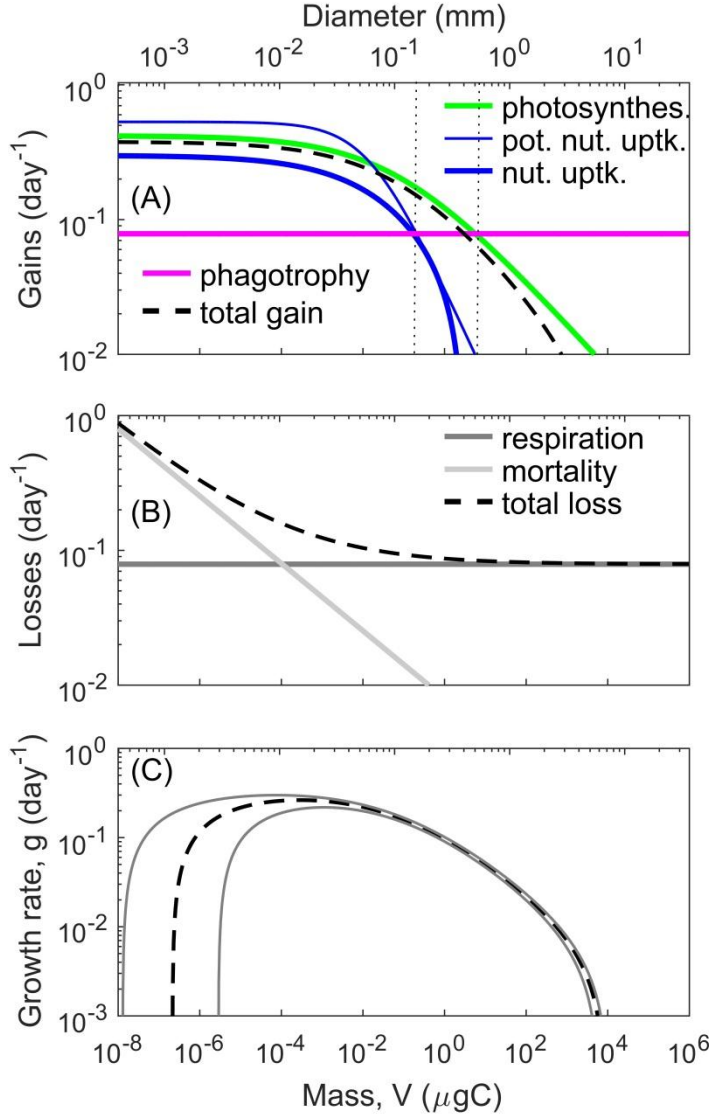 Diameter (mm)
10^-3 10^-2 10^-1 10^0 10^1
10^0
photosynthes.
pot. nut. uptk.
nut. uptk.
(A)
10^-1
Gains (day^-1)
phagotrophy
total gain
10^-2
10^0
respiration
mortality
total loss
(B)
10^-1
Losses (day^-1)
10^-2
10^0
(C)
10^-1
Growth rate, g (day^-1)
10^-2
10^-3
10^-8 10^-6 10^-4 10^-2 10^0 10^2 10^4 10^6
Mass, V (μgC)